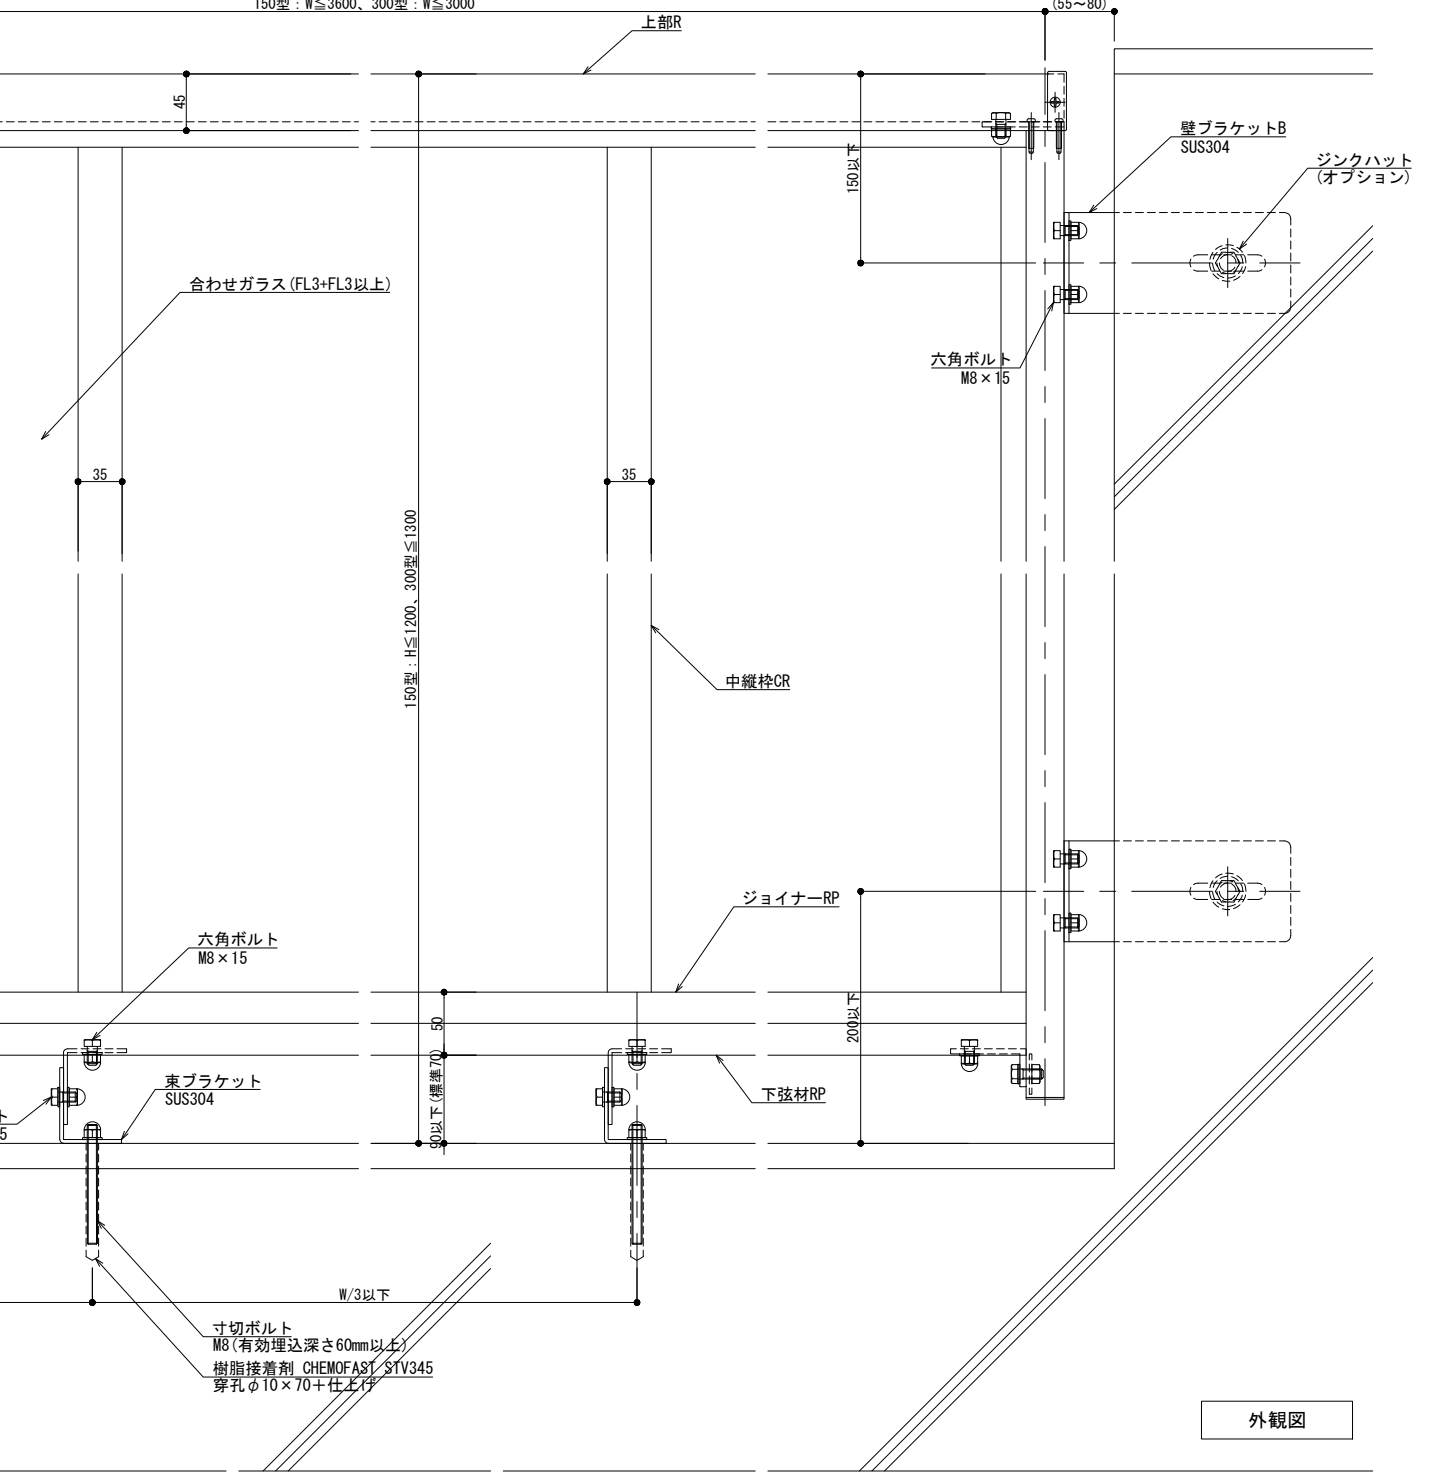 150型：W≦3600、300型：W≦3000
(55～80)
上部R
45
150以下
壁ブラケットB
SUS304
ジンクハット
(オプション)
合わせガラス(FL3+FL3以上)
六角ボルト
M8×15
35
35
150型：H≦1200、300型≦1300
中縦枠CR
ジョイナーRP
六角ボルト
M8×15
50
200以下
90以下(標準70)
束ブラケット
SUS304
下弦材RP
ト
5
W/3以下
寸切ボルト
M8(有効埋込深さ60mm以上)
樹脂接着剤 CHEMOFAST STV345
穿孔φ10×70＋仕上げ
外観図